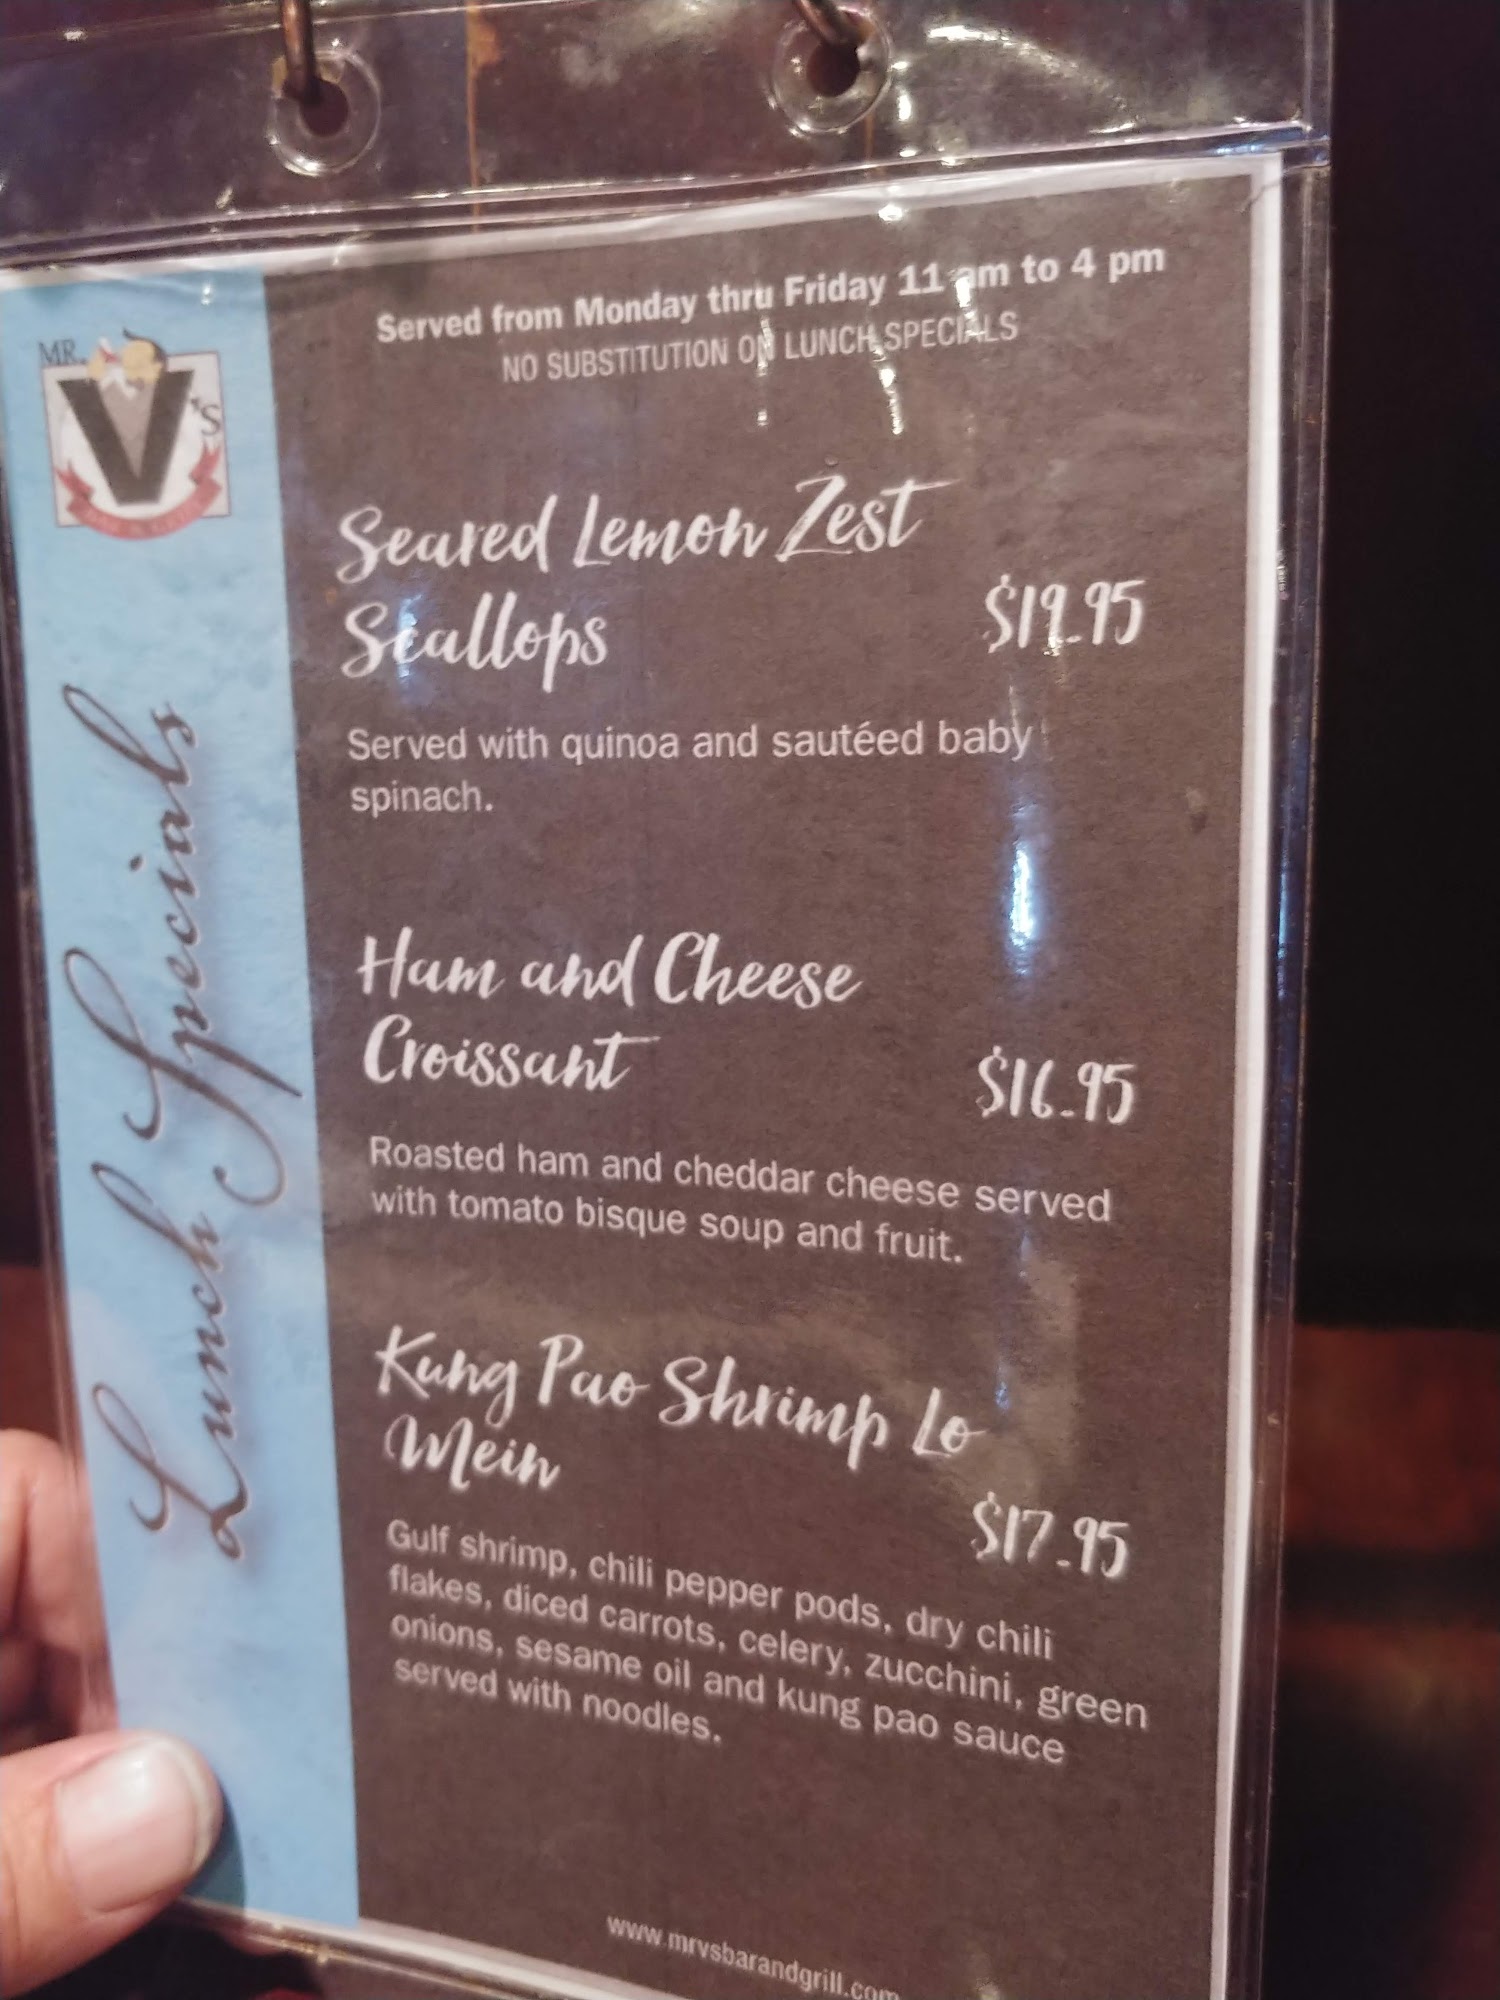 MR.
V's
Lunch Specials
Served from Monday thru Friday 11 am to 4 pm
NO SUBSTITUTION ON LUNCH SPECIALS
Seared Lemon Zest
Scallops
$19.95
Served with quinoa and sautéed baby
spinach.
Ham and Cheese
Croissant
$16.95
Roasted ham and cheddar cheese served
with tomato bisque soup and fruit.
Kung Pao Shrimp Lo
Mein
$17.95
Gulf shrimp, chili pepper pods, dry chili
flakes, diced carrots, celery, zucchini, green
onions, sesame oil and kung pao sauce
served with noodles.
www.mrvsbarandgrill.com